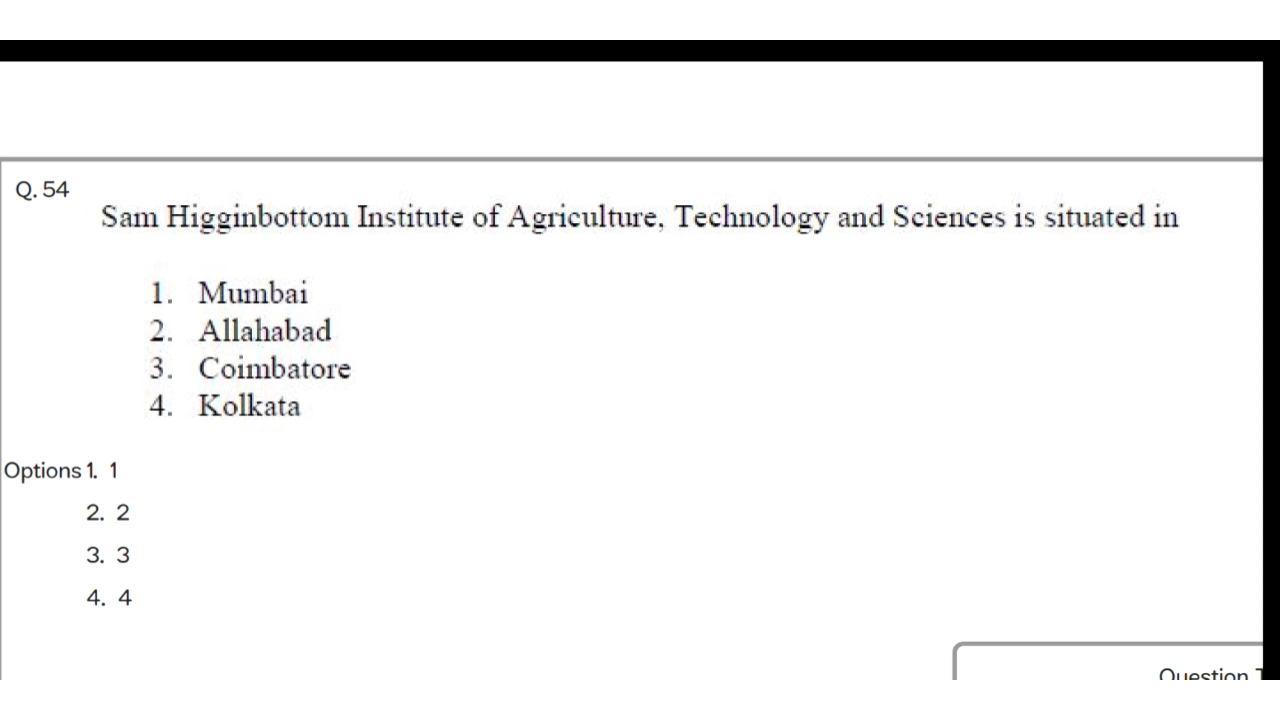 Q. 54
Sam Higginbottom Institute of Agriculture, Technology and Sciences is situated in
1. Mumbai
2. Allahabad
3. Coimbatore
4. Kolkata
Options 1. 1
2. 2
3. 3
4. 4
Question